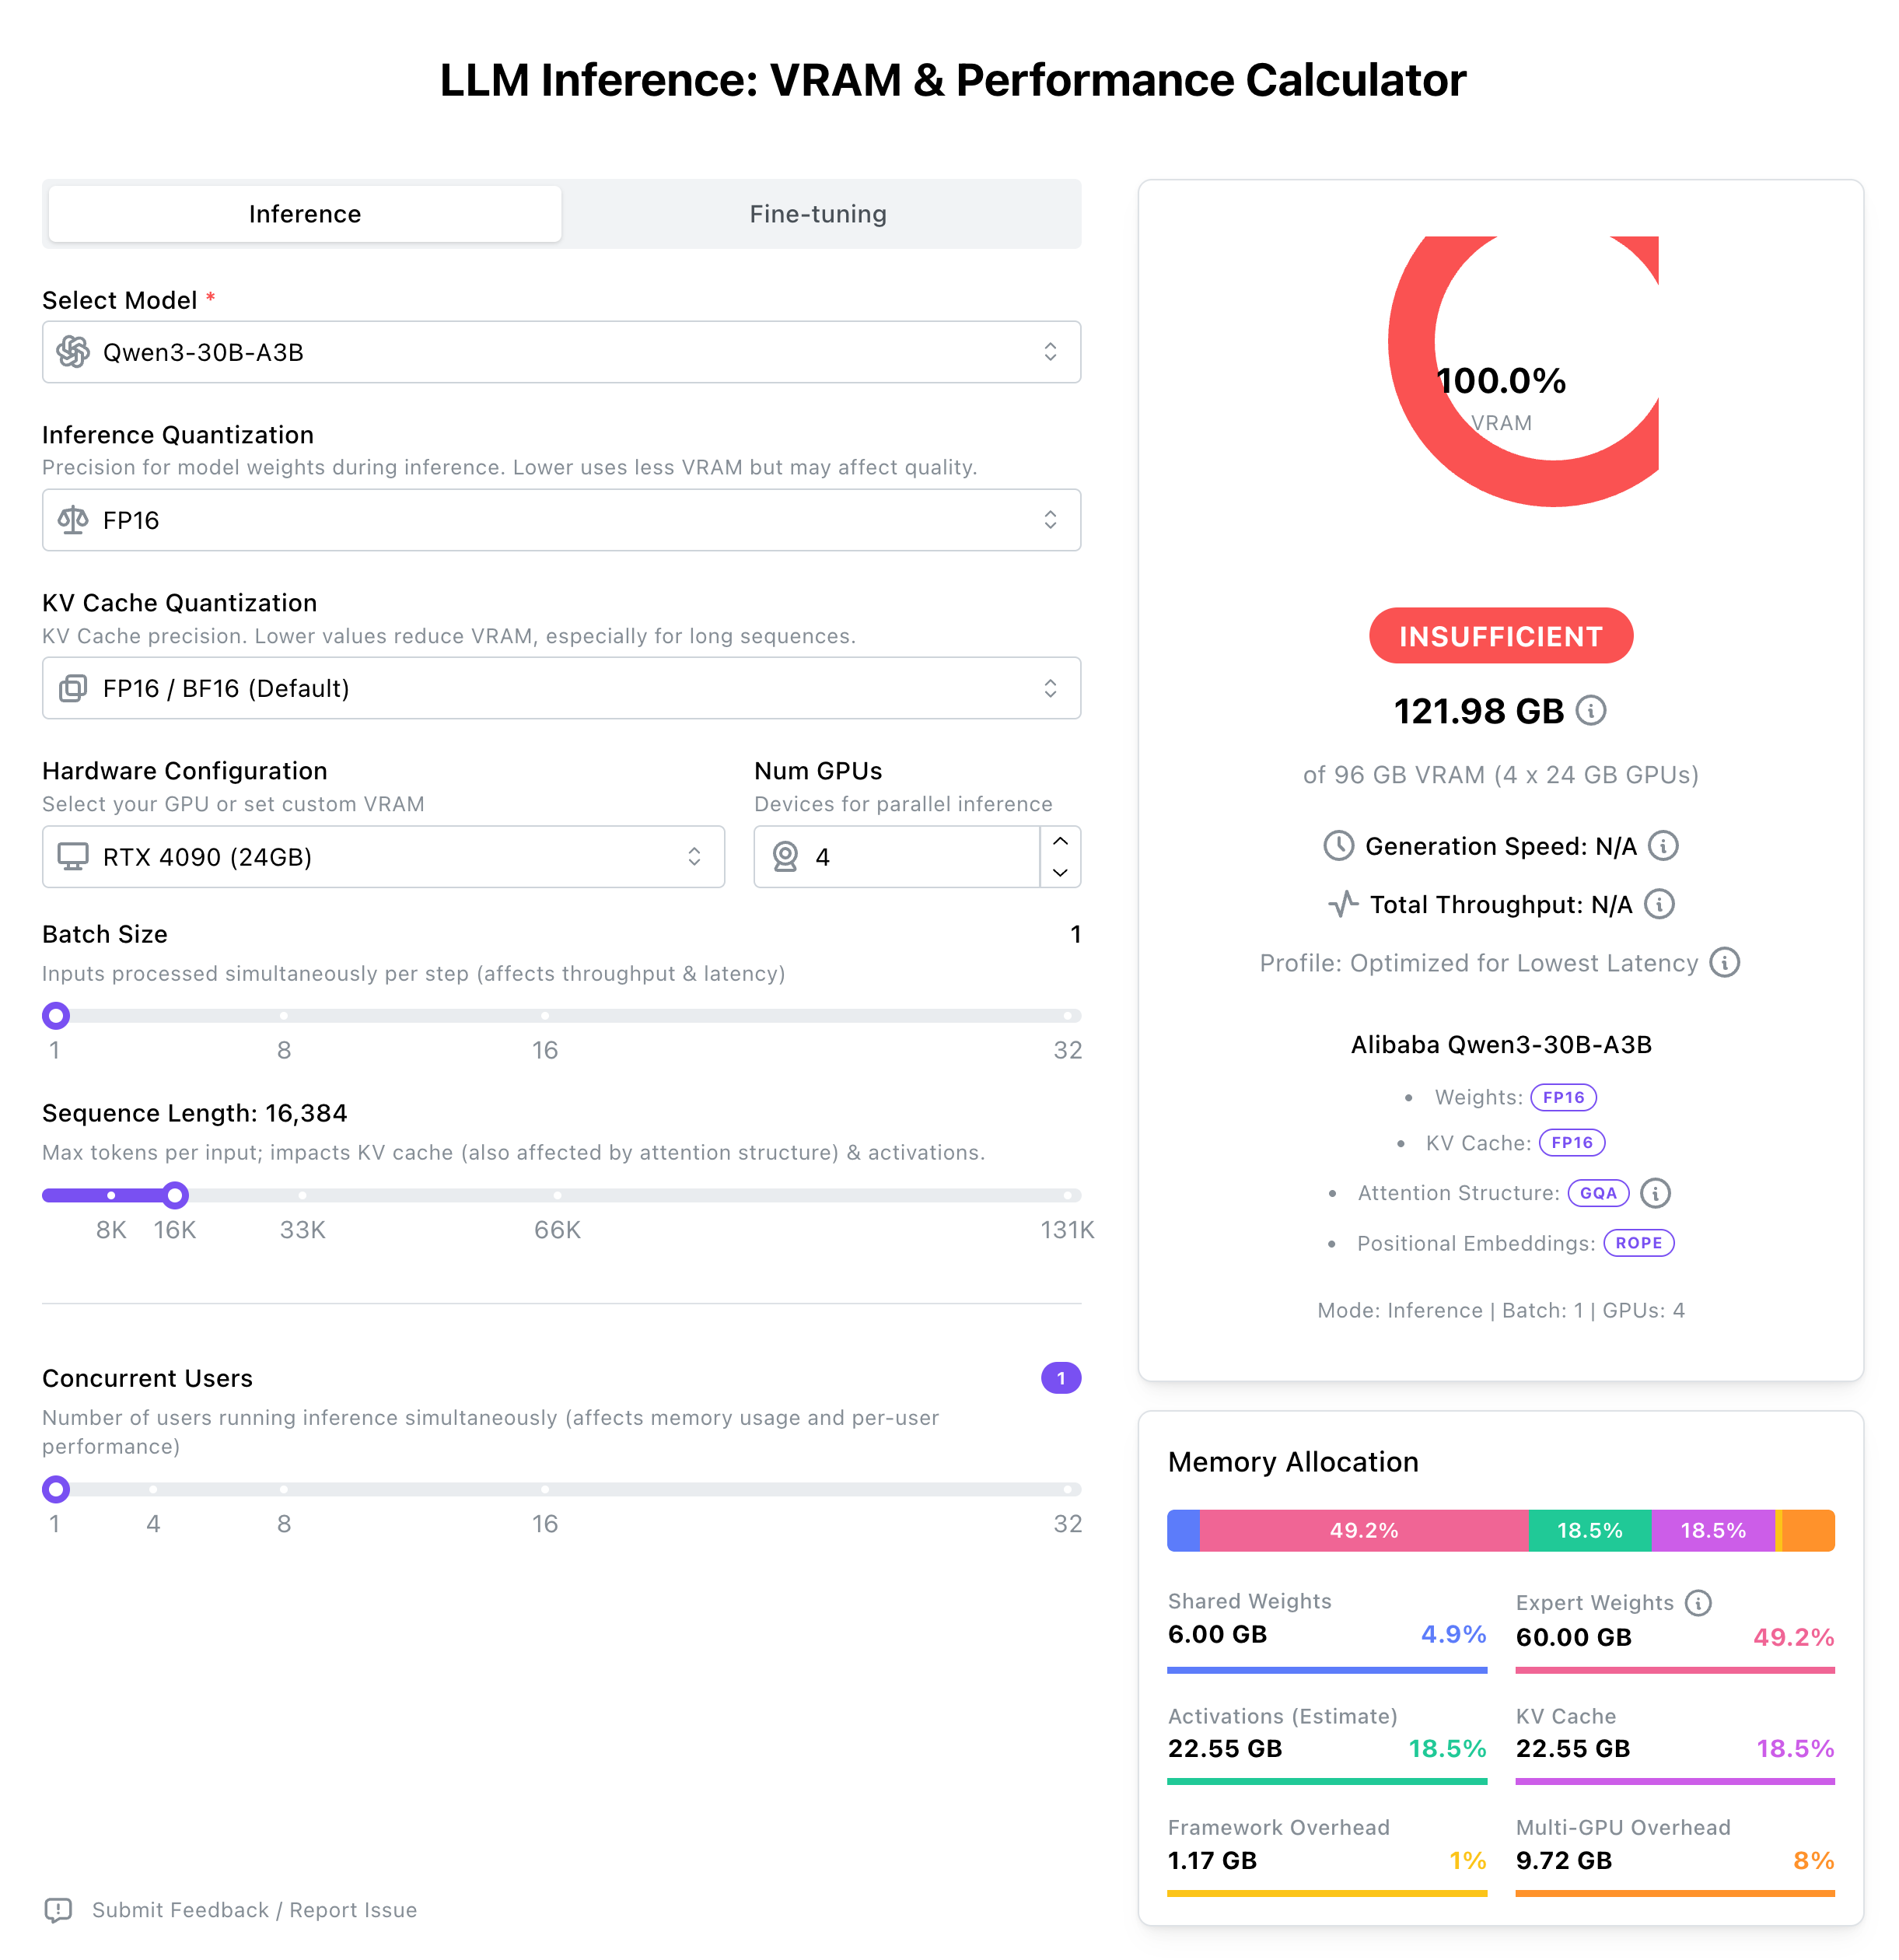 LLM Inference: VRAM & Performance Calculator
Inference
Fine-tuning
Select Model *
Qwen3-30B-A3B
Inference Quantization
Precision for model weights during inference. Lower uses less VRAM but may affect quality.
FP16
KV Cache Quantization
KV Cache precision. Lower values reduce VRAM, especially for long sequences.
FP16 / BF16 (Default)
Hardware Configuration
Select your GPU or set custom VRAM
RTX 4090 (24GB)
Num GPUs
Devices for parallel inference
4
Batch Size
1
Inputs processed simultaneously per step (affects throughput & latency)
1 8 16 32
Sequence Length: 16,384
Max tokens per input; impacts KV cache (also affected by attention structure) & activations.
8K 16K 33K 66K 131K
Concurrent Users
1
Number of users running inference simultaneously (affects memory usage and per-user
performance)
1 4 8 16 32
Submit Feedback / Report Issue
100.0%
VRAM
INSUFFICIENT
121.98 GB
of 96 GB VRAM (4 x 24 GB GPUs)
Generation Speed: N/A
Total Throughput: N/A
Profile: Optimized for Lowest Latency
Alibaba Qwen3-30B-A3B
• Weights: FP16
• KV Cache: FP16
• Attention Structure: GQA
• Positional Embeddings: ROPE
Mode: Inference | Batch: 1 | GPUs: 4
Memory Allocation
49.2% 18.5% 18.5%
Shared Weights
6.00 GB 4.9%
Expert Weights
60.00 GB 49.2%
Activations (Estimate)
22.55 GB 18.5%
KV Cache
22.55 GB 18.5%
Framework Overhead
1.17 GB 1%
Multi-GPU Overhead
9.72 GB 8%